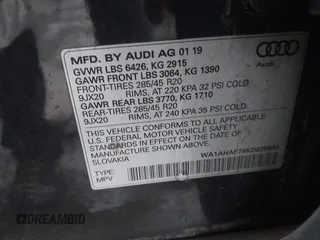 MFD. BY AUDI AG 01 19
GVWR LBS 6426, KG 2915
GAWR FRONT LBS 3064, KG 1390
FRONT-TIRES 285/45 R20
9JX20 RIMS, AT 220 KPA 32 PSI COLD
GAWR REAR LBS 3770, KG 1710
REAR-TIRES 285/45 R20
9JX20 RIMS, AT 240 KPA 35 PSI COLD
THIS VEHICLE CONFORMS TO ALL APPLICABLE
U.S. FEDERAL MOTOR VEHICLE SAFETY
STANDARDS IN EFFECT ON THE DATE OF
MANUFACTURE SHOWN ABOVE.
SLOVAKIA
TYPE:
MPV
Audi
DREAMBID